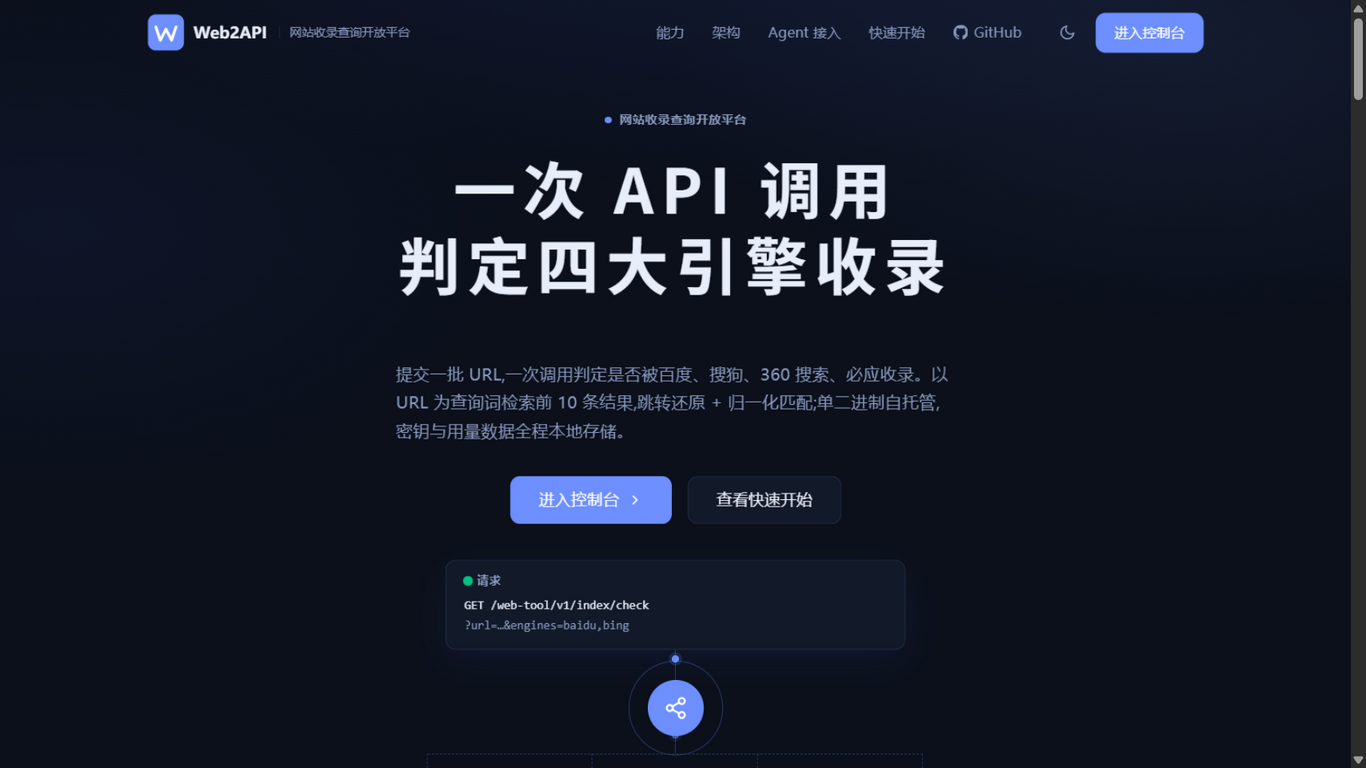 W Web2API 网站收录查询开放平台 能力 架构 Agent 接入 快速开始 GitHub 进入控制台
网站收录查询开放平台
一次 API 调用
判定四大引擎收录
提交一批 URL,一次调用判定是否被百度、搜狗、360 搜索、必应收录。以
URL 为查询词检索前 10 条结果,跳转还原 + 归一化匹配;单二进制自托管,
密钥与用量数据全程本地存储。
进入控制台 查看快速开始
请求
GET /web-tool/v1/index/check
?url=…&engines=baidu,bing